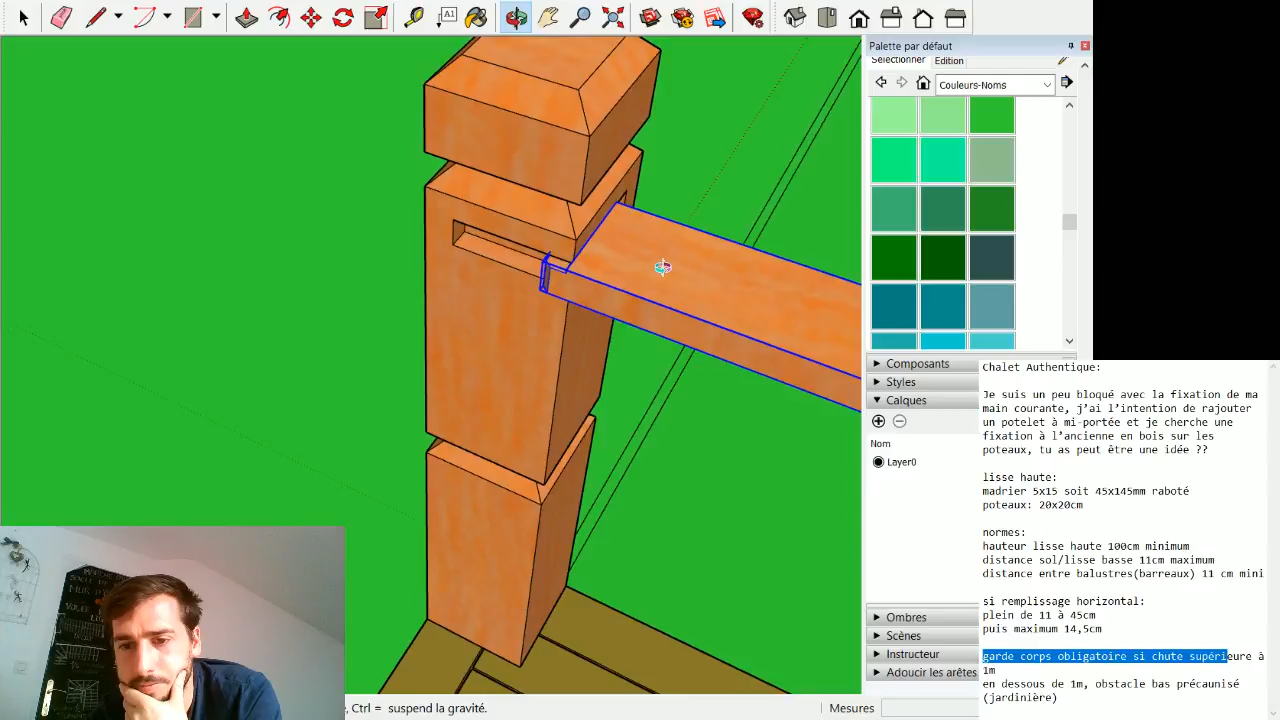 A1
Palette par défaut
Sélectionner
Edition
Couleurs-Noms
Composants
Styles
Calques
Nom
Layer0
Ombres
Scènes
Instructeur
Adoucir les arêtes
, Ctrl = suspend la gravité.
Mesures
Chalet Authentique:
Je suis un peu bloqué avec la fixation de ma
main courante, j’ai l’intention de rajouter
un potelet à mi-portée et je cherche une
fixation à l’ancienne en bois sur les
poteaux, tu as peut être une idée ??
lisse haute:
madrier 5x15 soit 45x145mm raboté
poteaux: 20x20cm
normes:
hauteur lisse haute 100cm minimum
distance sol/lisse basse 11cm maximum
distance entre balustres(barreaux) 11 cm mini
si remplissage horizontal:
plein de 11 à 45cm
puis maximum 14,5cm
garde corps obligatoire si chute supérieure à
1m
en dessous de 1m, obstacle bas précaunisé
(jardinière)